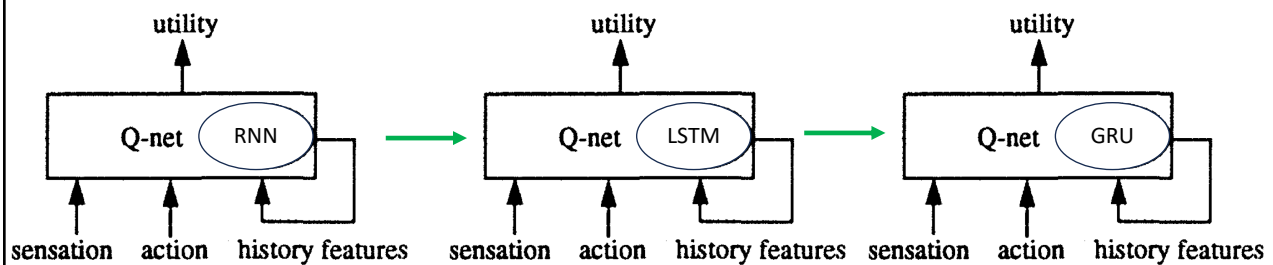 utility utility utility
Q-net RNN Q-net LSTM Q-net GRU
sensation action history features sensation action history features sensation action history features